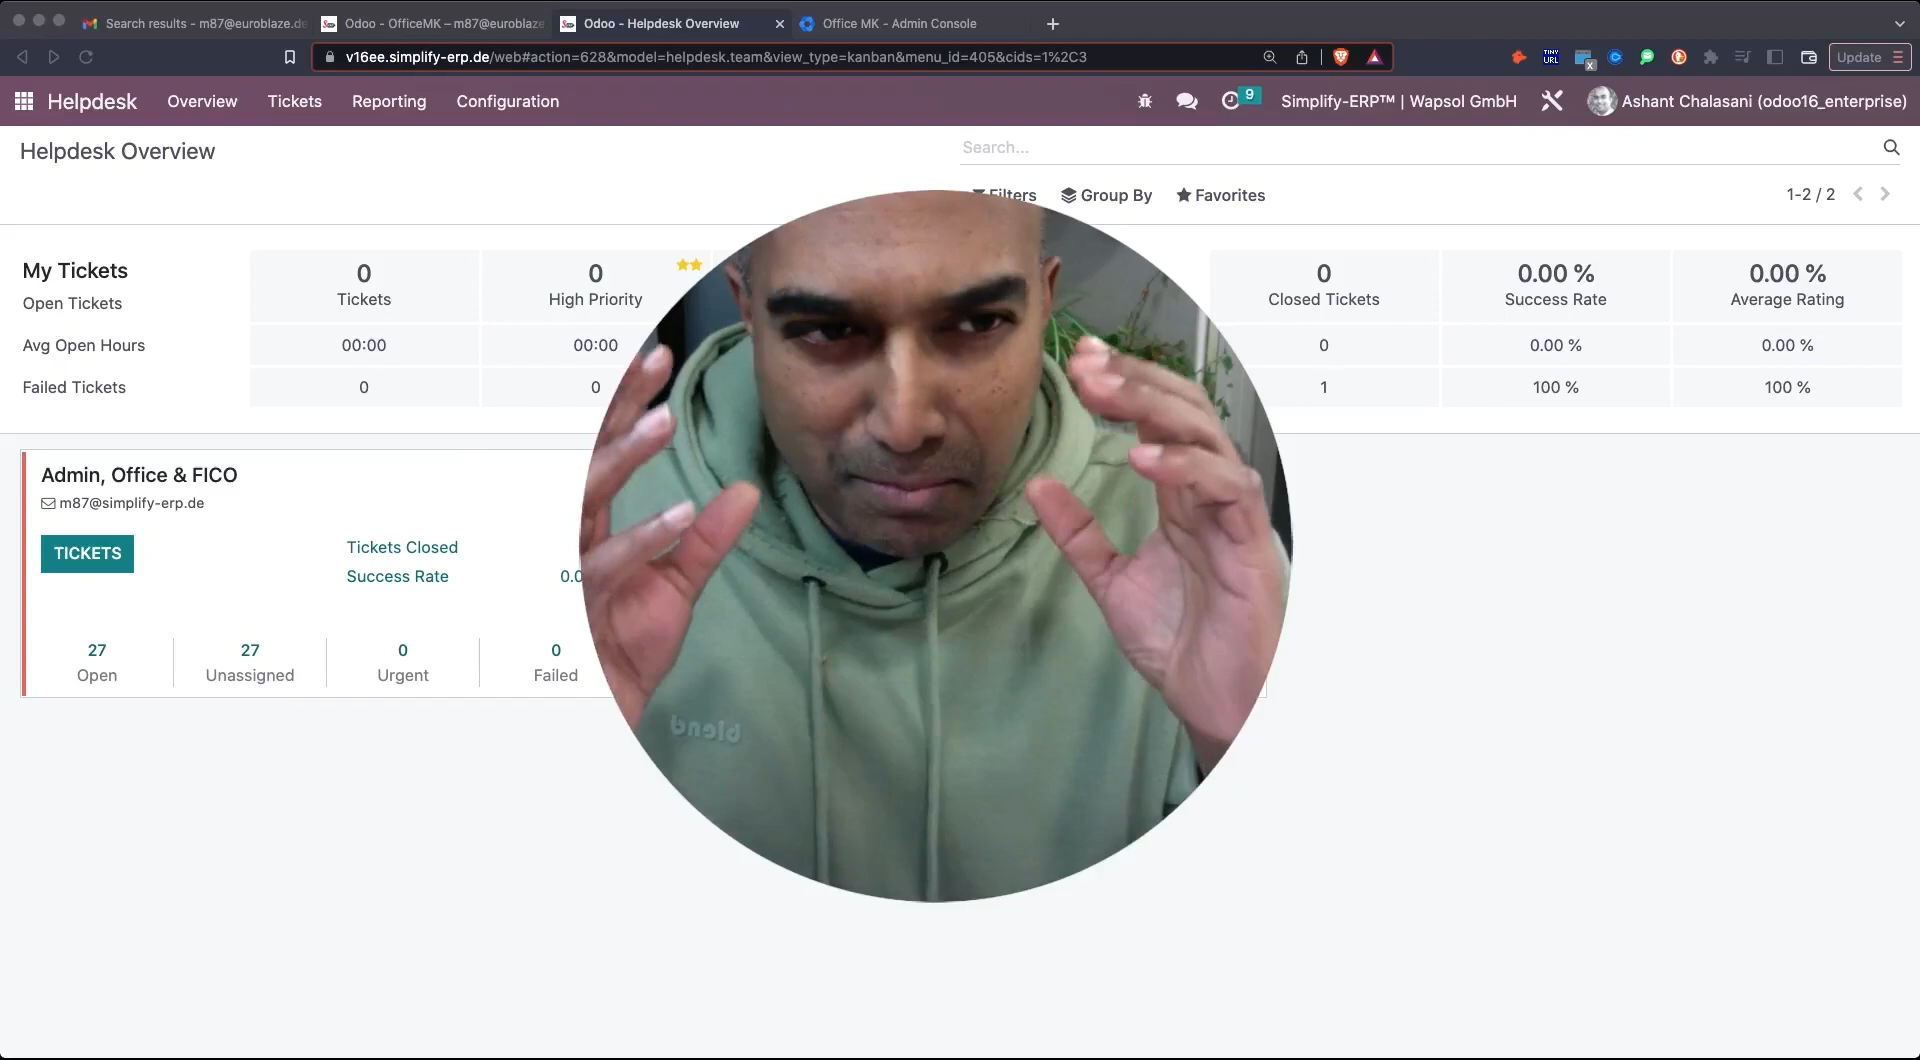 Search results - m87@euroblaze.de
Odoo - OfficeMK – m87@euroblaze
Odoo - Helpdesk Overview
Office MK - Admin Console
v16ee.simplify-erp.de/web#action=628&model=helpdesk.team&view_type=kanban&menu_id=405&cids=1%2C3
TINY
URL
x
Update
Helpdesk
Overview
Tickets
Reporting
Configuration
9
Simplify-ERP™ | Wapsol GmbH
Ashant Chalasani (odoo16_enterprise)
Helpdesk Overview
Search...
Filters
Group By
Favorites
1-2 / 2
My Tickets
0
0
0
0.00 %
0.00 %
Open Tickets
Tickets
High Priority
Closed Tickets
Success Rate
Average Rating
Avg Open Hours
00:00
00:00
0
0.00 %
0.00 %
Failed Tickets
0
0
1
100 %
100 %
Admin, Office & FICO
m87@simplify-erp.de
TICKETS
Tickets Closed
Success Rate
0.0
27
27
0
0
Open
Unassigned
Urgent
Failed
blend